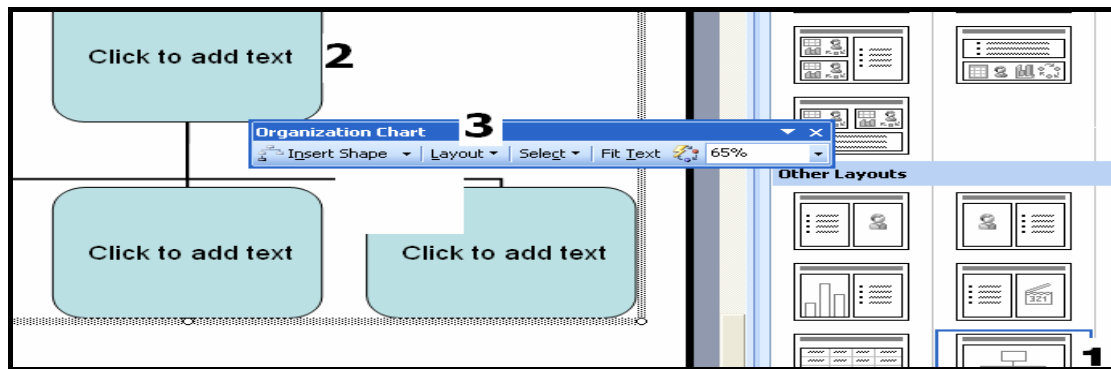 Click to add text 2
Organization Chart 3
Insert Shape Layout Select Fit Text 65%
Other Layouts
Click to add text Click to add text
321
1